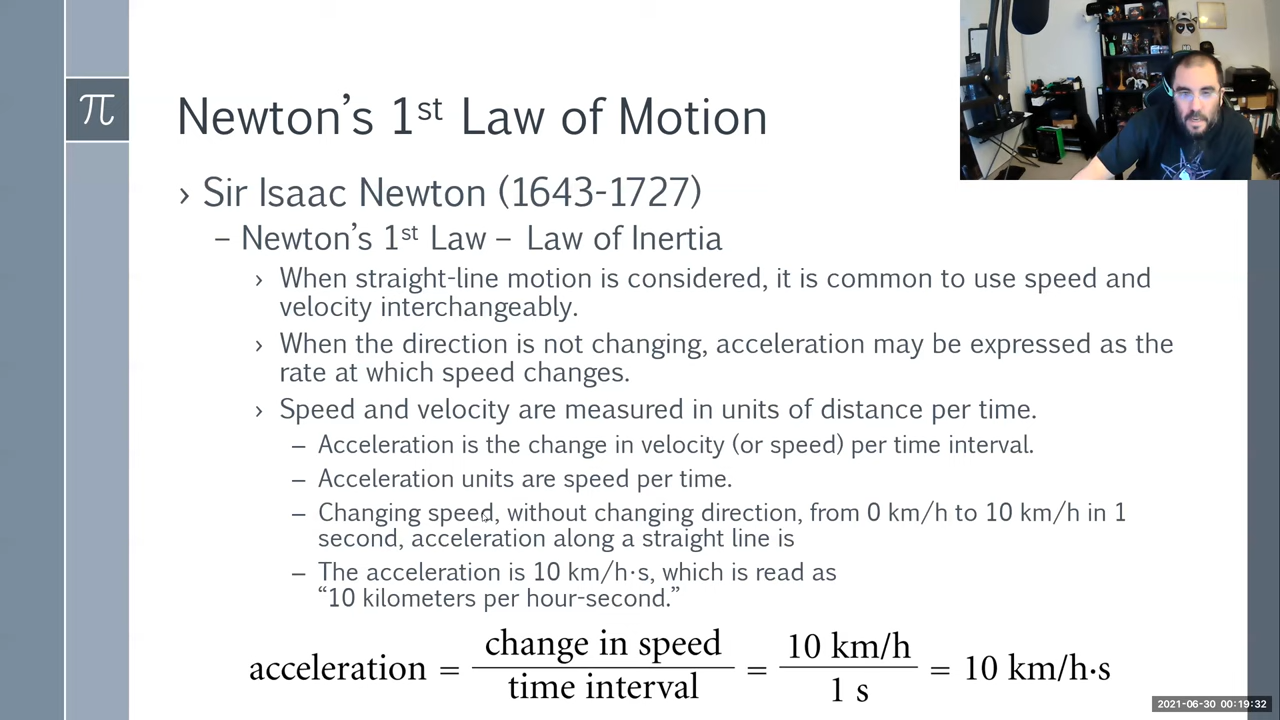 π
Newton’s 1st Law of Motion
› Sir Isaac Newton (1643-1727)
– Newton’s 1st Law – Law of Inertia
› When straight-line motion is considered, it is common to use speed and
velocity interchangeably.
› When the direction is not changing, acceleration may be expressed as the
rate at which speed changes.
› Speed and velocity are measured in units of distance per time.
– Acceleration is the change in velocity (or speed) per time interval.
– Acceleration units are speed per time.
– Changing speed, without changing direction, from 0 km/h to 10 km/h in 1
second, acceleration along a straight line is
– The acceleration is 10 km/h·s, which is read as
“10 kilometers per hour-second.”
acceleration = change in speed / time interval = 10 km/h / 1 s = 10 km/h·s
2021-06-30 00:19:32